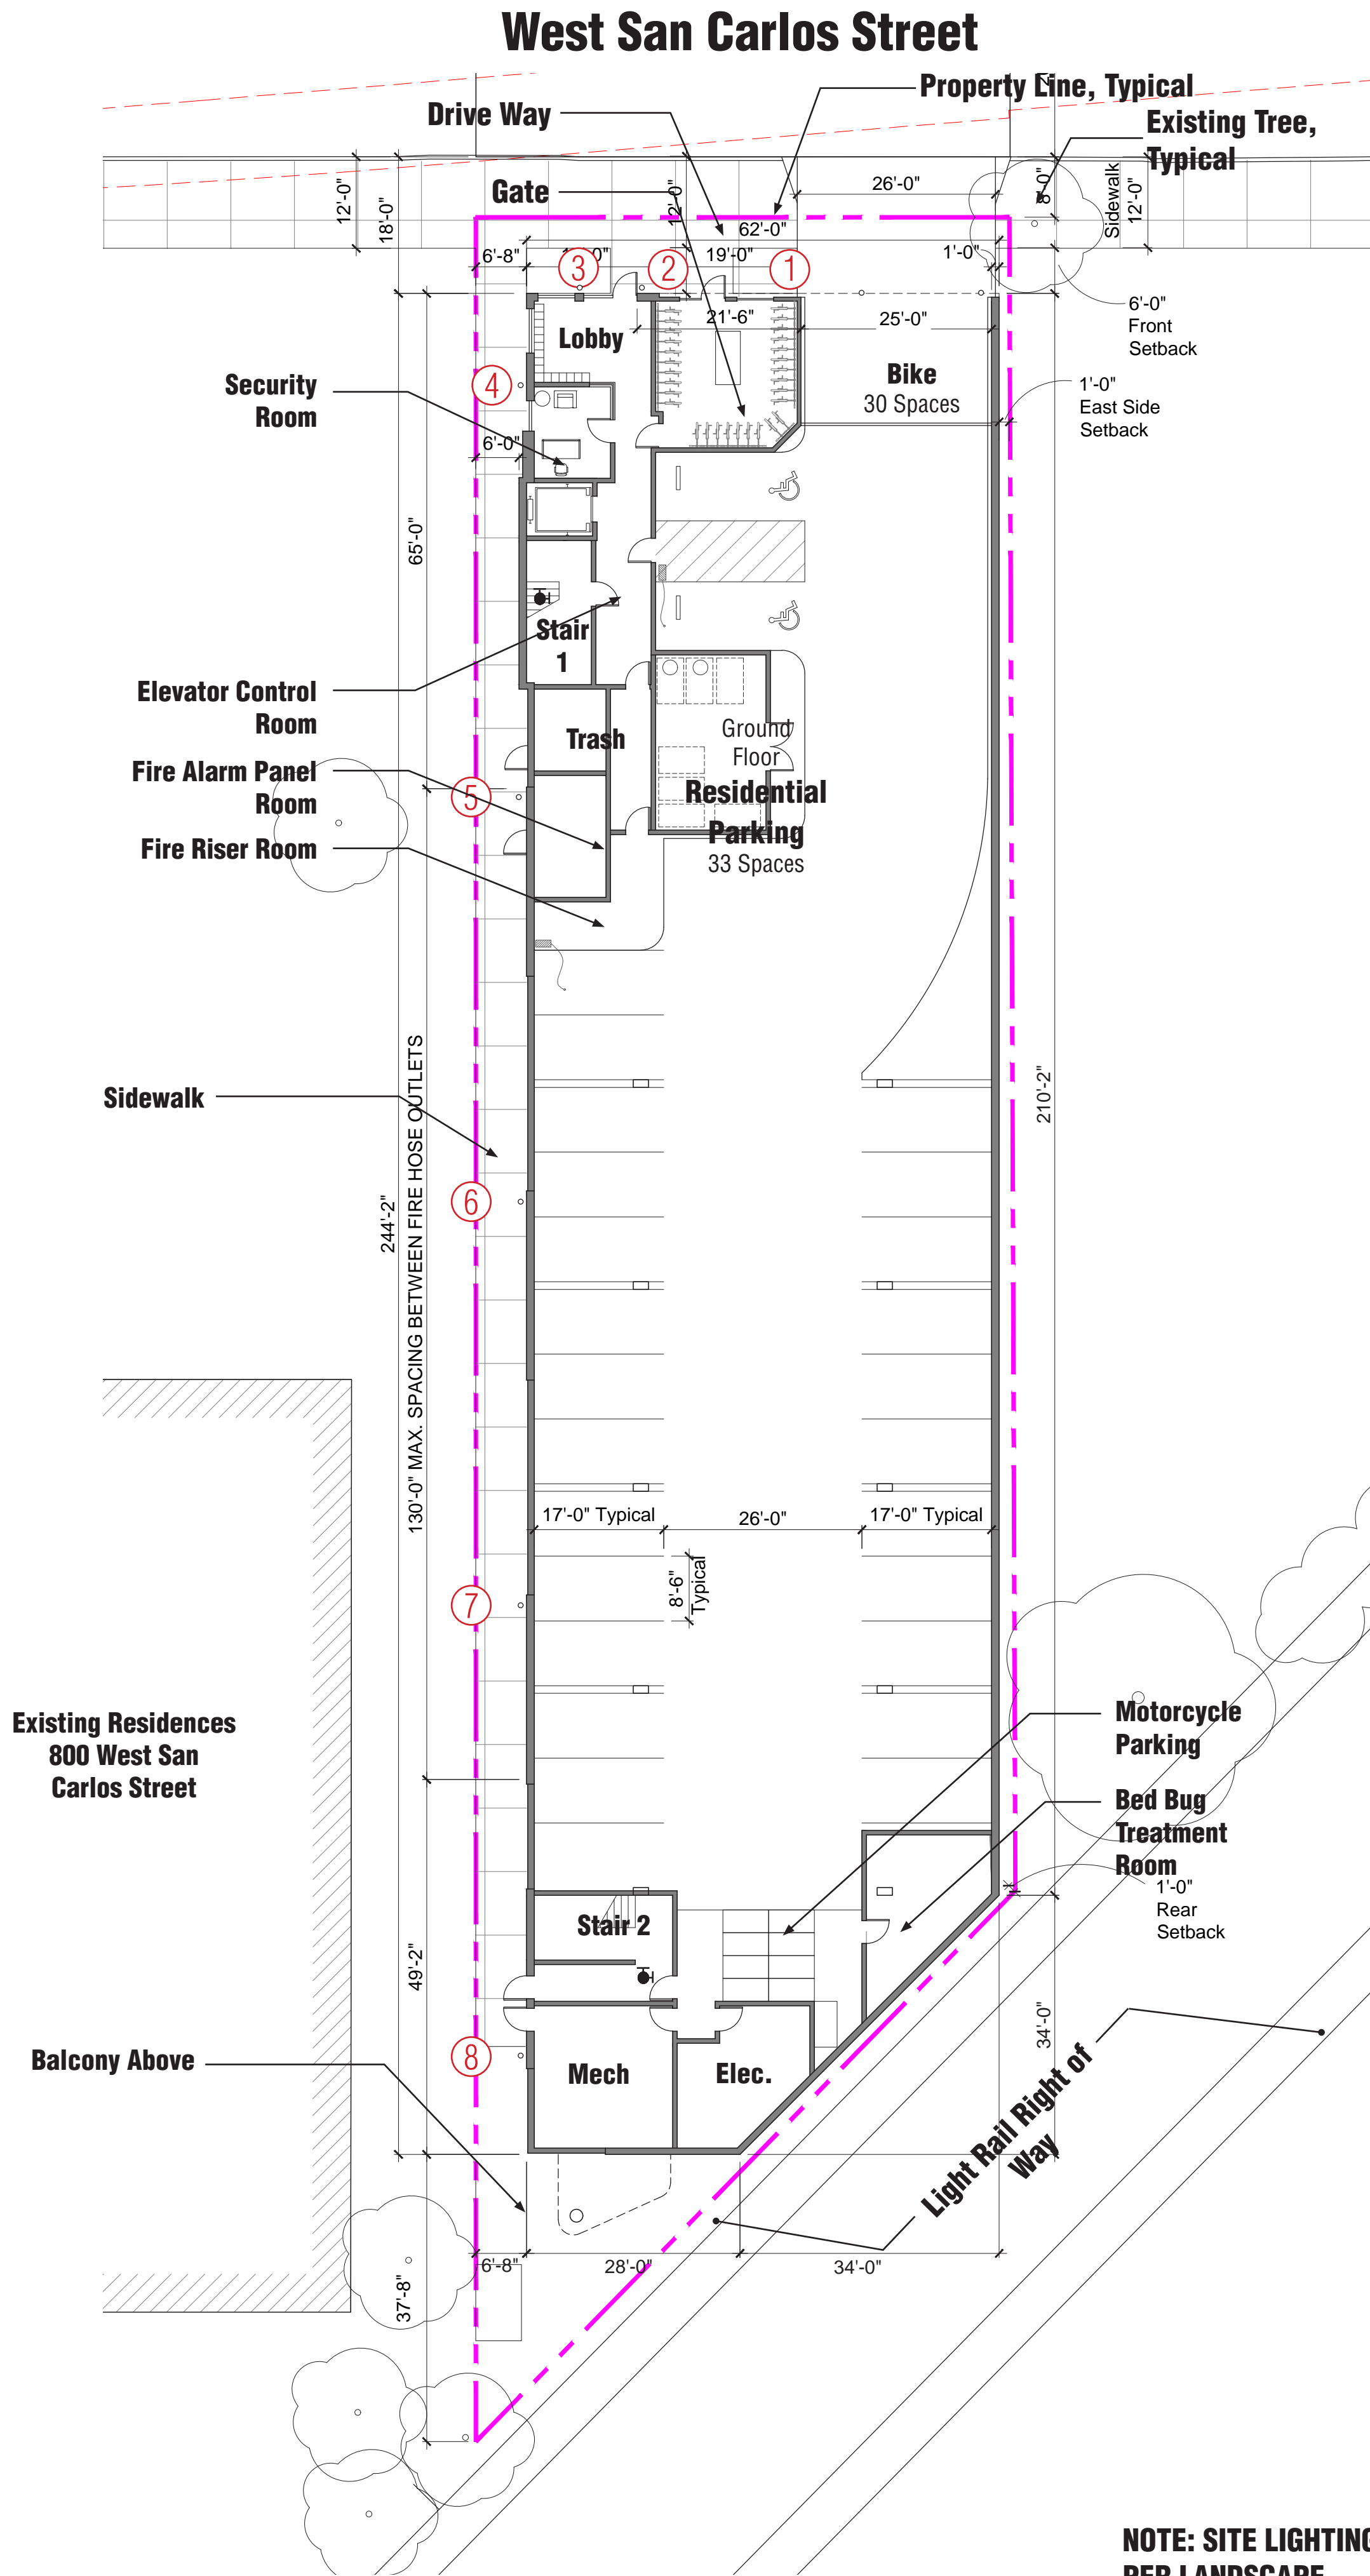 West San Carlos Street
Property Line, Typical
Drive Way
Existing Tree,
Typical
Gate
12'-0"
18'-0"
12'-0"
26'-0"
8'-0"
Sidewalk
12'-0"
62'-0"
6'-8"
19'-0"
1'-0"
3
2
1
6'-0"
Front
Setback
21'-6"
25'-0"
Lobby
Bike
30 Spaces
1'-0"
East Side
Setback
Security
Room
4
6'-0"
65'-0"
Stair
1
Elevator Control
Room
Trash
Ground
Floor
Fire Alarm Panel
Room
5
Residential
Parking
33 Spaces
Fire Riser Room
Sidewalk
130'-0" MAX. SPACING BETWEEN FIRE HOSE OUTLETS
210'-2"
244'-2"
6
17'-0" Typical
26'-0"
17'-0" Typical
8'-6"
Typical
7
Existing Residences
800 West San
Carlos Street
Motorcycle
Parking
Bed Bug
Treatment
Room
1'-0"
Rear
Setback
Stair 2
49'-2"
34'-0"
Balcony Above
8
Mech
Elec.
Light Rail Right of
Way
6'-8"
28'-0"
34'-0"
37'-8"
NOTE: SITE LIGHTING
PER LANDSCAPE